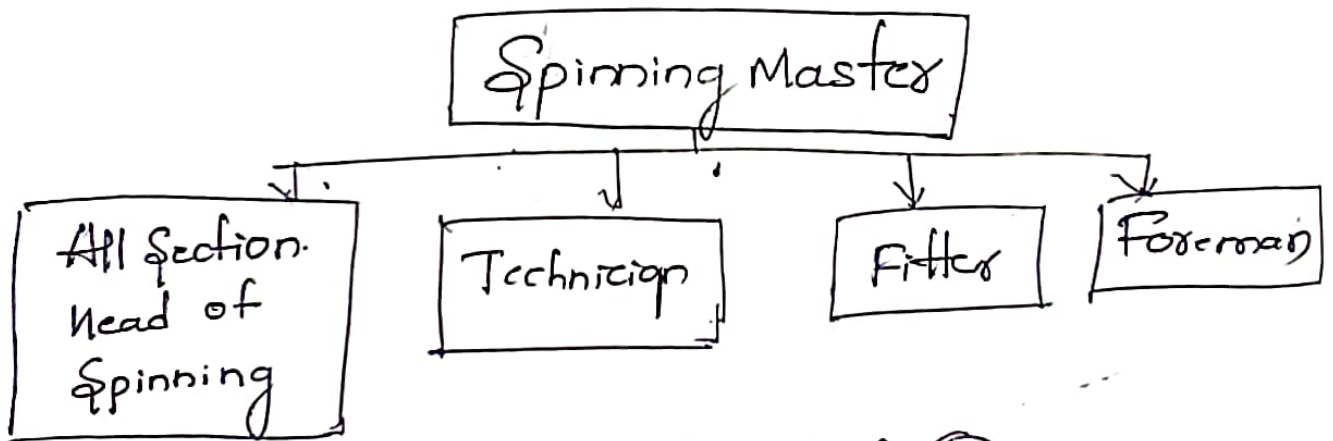 Spinning Master
All Section
Head of
Spinning
Technician
Fitter
Foreman